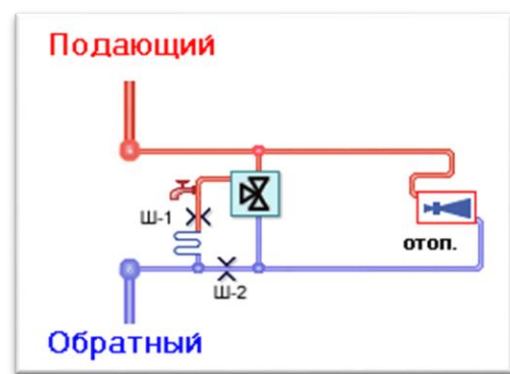 Подающий
Ш-1
отоп.
Ш-2
Обратный